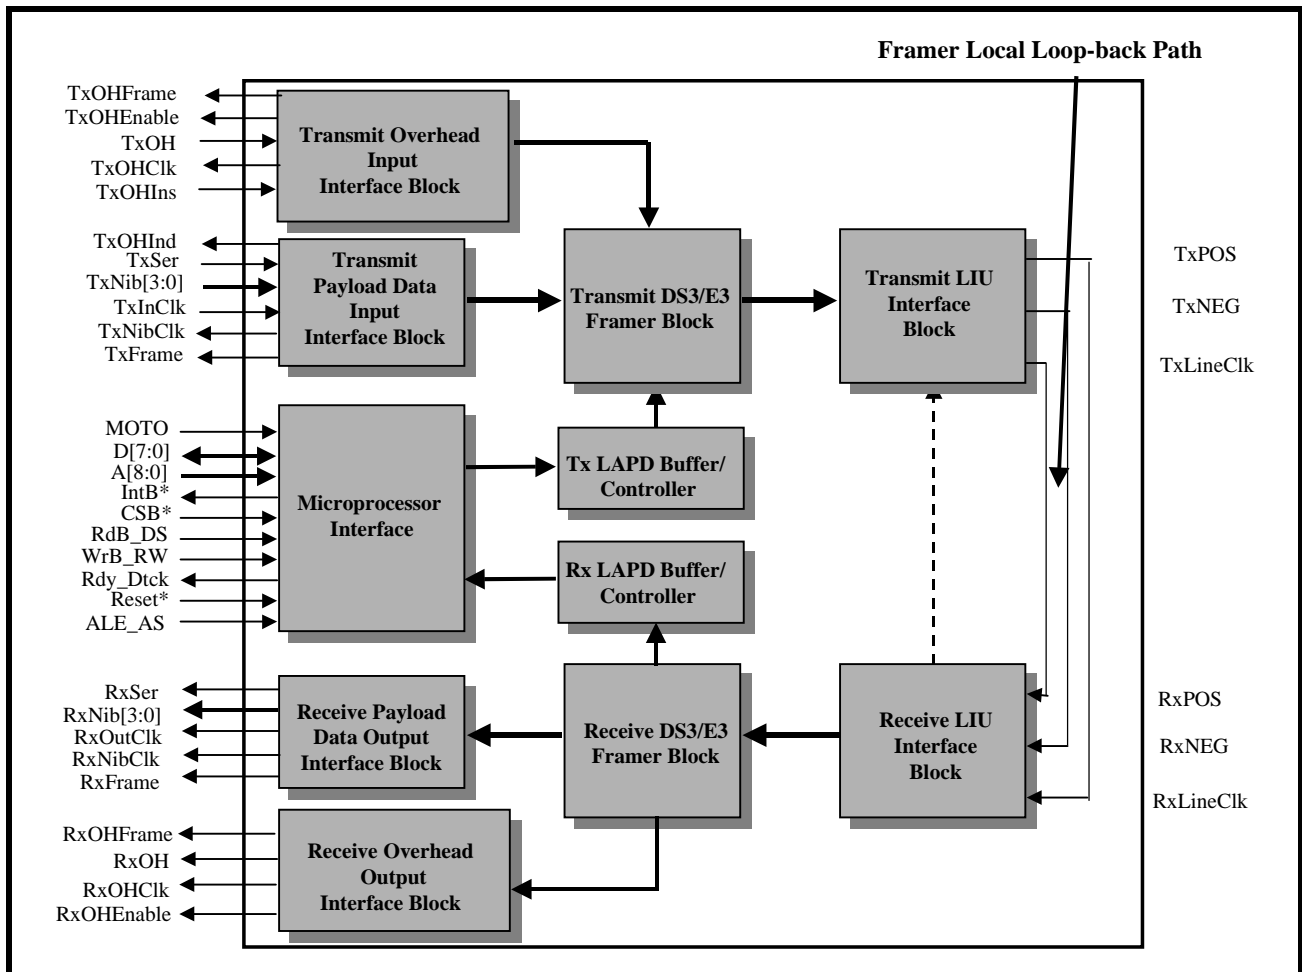 Framer Local Loop-back Path
TxOHFrame
TxOHEnable
TxOH
TxOHClk
TxOHIns
Transmit Overhead
Input
Interface Block
TxOHInd
TxSer
TxNib[3:0]
TxInClk
TxNibClk
TxFrame
Transmit
Payload Data
Input
Interface Block
Transmit DS3/E3
Framer Block
Transmit LIU
Interface
Block
TxPOS
TxNEG
TxLineClk
MOTO
D[7:0]
A[8:0]
IntB*
CSB*
RdB_DS
WrB_RW
Rdy_Dtck
Reset*
ALE_AS
Microprocessor
Interface
Tx LAPD Buffer/
Controller
Rx LAPD Buffer/
Controller
RxSer
RxNib[3:0]
RxOutClk
RxNibClk
RxFrame
Receive Payload
Data Output
Interface Block
Receive DS3/E3
Framer Block
Receive LIU
Interface
Block
RxPOS
RxNEG
RxLineClk
RxOHFrame
RxOH
RxOHClk
RxOHEnable
Receive Overhead
Output
Interface Block